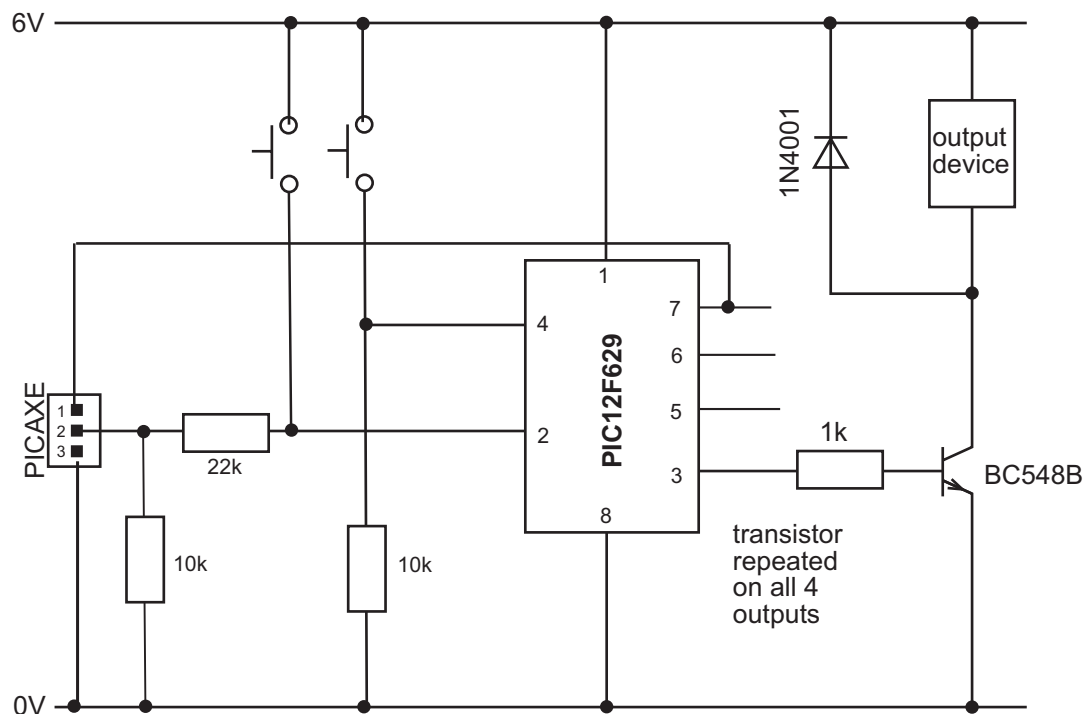 6V
1N4001
output
device
1
7
4
6
PIC12F629
PICAXE
1
2
3
5
22k
2
1k
3
BC548B
8
10k
10k
transistor
repeated
on all 4
outputs
0V